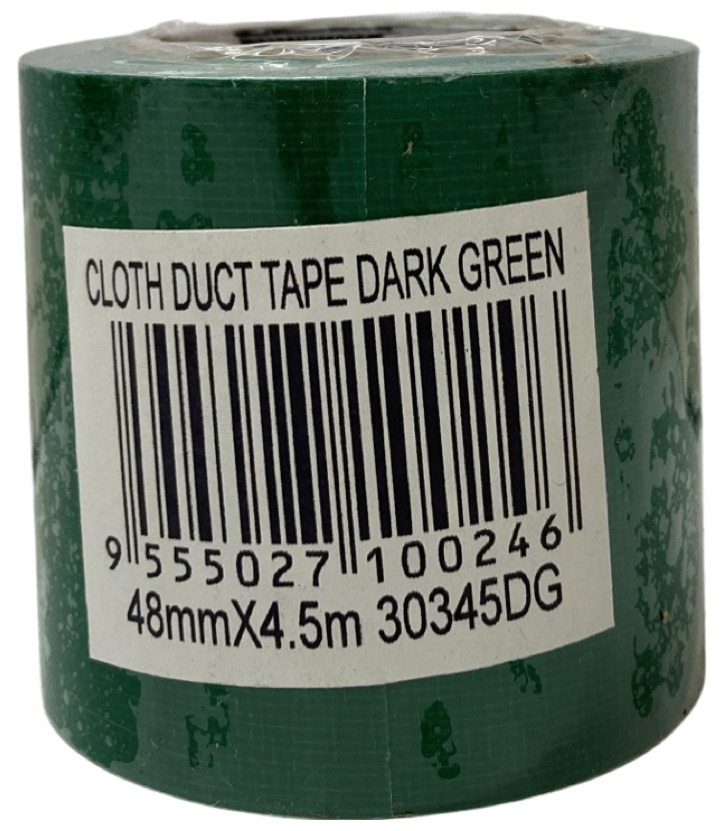 CLOTH DUCT TAPE DARK GREEN
9 555027 100246
48mmX4.5m 30345DG